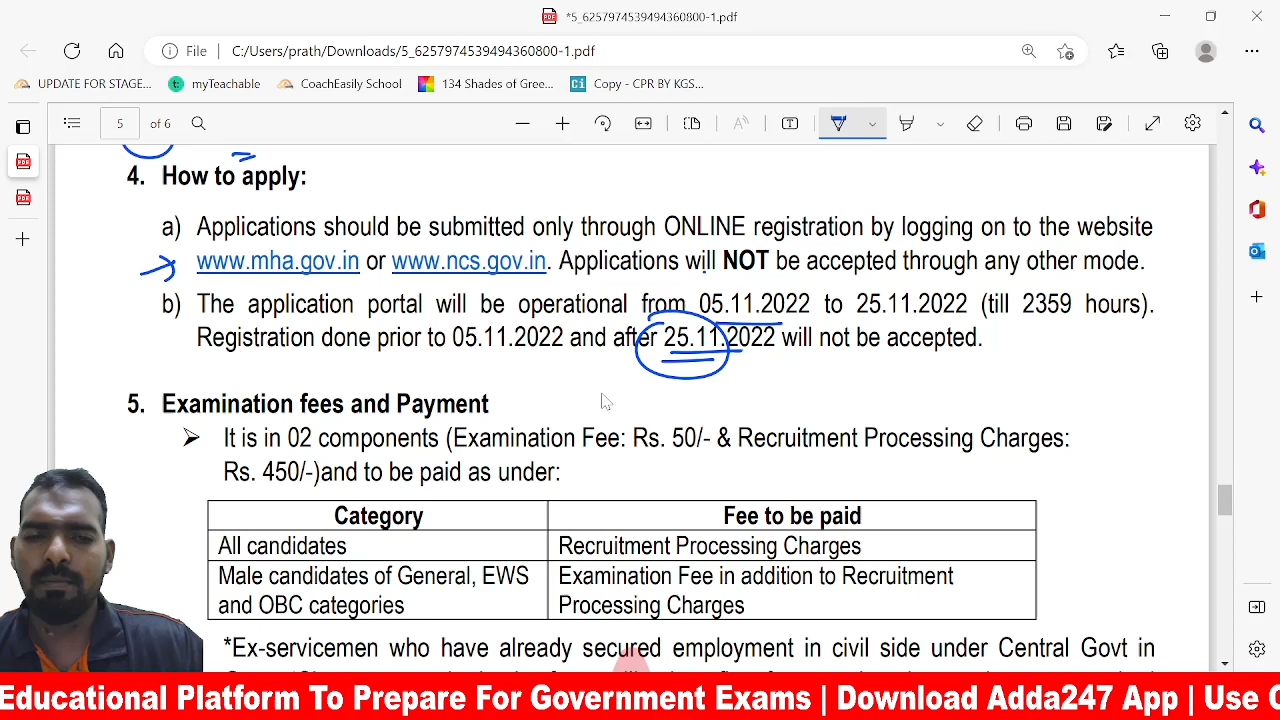 *5_6257974539494360800-1.pdf
File C:/Users/prath/Downloads/5_6257974539494360800-1.pdf
UPDATE FOR STAGE... myTeachable CoachEasily School 134 Shades of Gree... Copy - CPR BY KGS...
5 of 6
4. How to apply:
a) Applications should be submitted only through ONLINE registration by logging on to the website
www.mha.gov.in or www.ncs.gov.in. Applications will NOT be accepted through any other mode.
b) The application portal will be operational from 05.11.2022 to 25.11.2022 (till 2359 hours).
Registration done prior to 05.11.2022 and after 25.11.2022 will not be accepted.
5. Examination fees and Payment
➢ It is in 02 components (Examination Fee: Rs. 50/- & Recruitment Processing Charges:
Rs. 450/-)and to be paid as under:
Category Fee to be paid
All candidates Recruitment Processing Charges
Male candidates of General, EWS Examination Fee in addition to Recruitment
and OBC categories Processing Charges
*Ex-servicemen who have already secured employment in civil side under Central Govt in
Educational Platform To Prepare For Government Exams | Download Adda247 App | Use